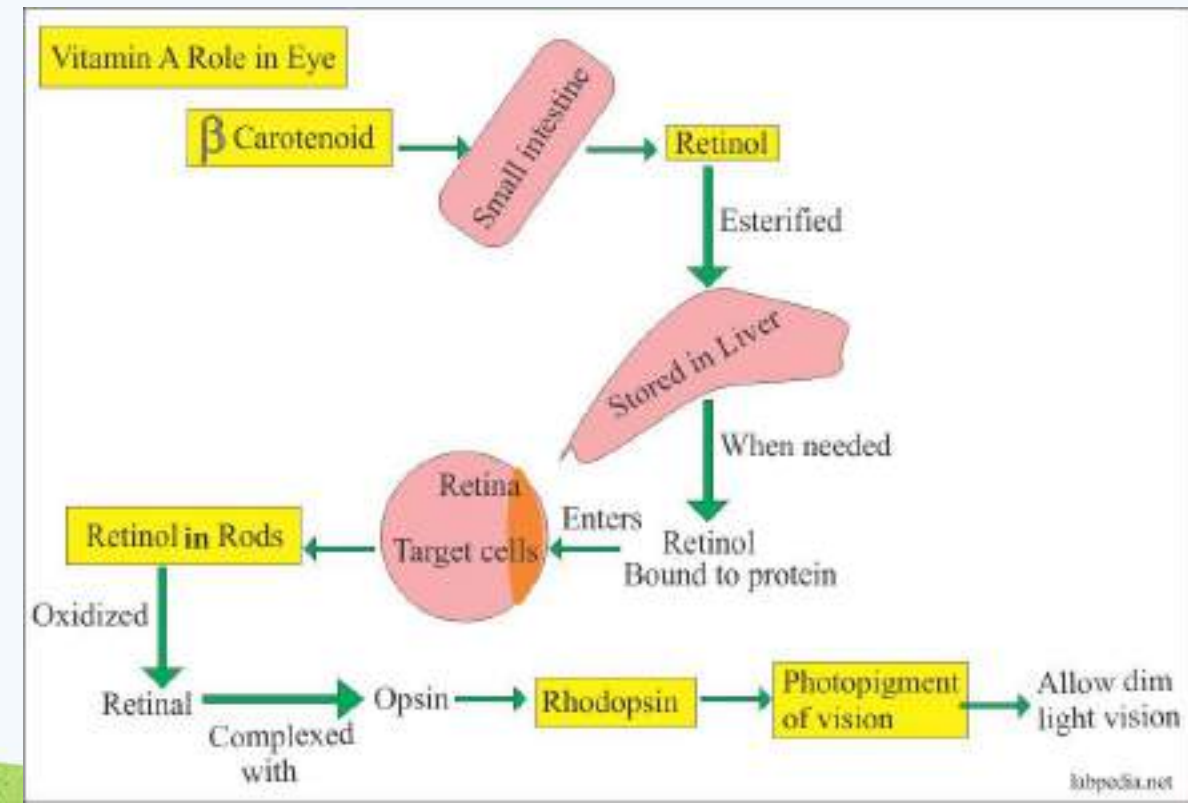 Vitamin A Role in Eye
β Carotenoid
Small intestine
Retinol
Esterified
Stored in Liver
When needed
Retinol
Bound to protein
Enters
Retina
Target cells
Retinol in Rods
Oxidized
Retinal
Complexed
with
Opsin
Rhodopsin
Photopigment
of vision
Allow dim
light vision
labpedia.net